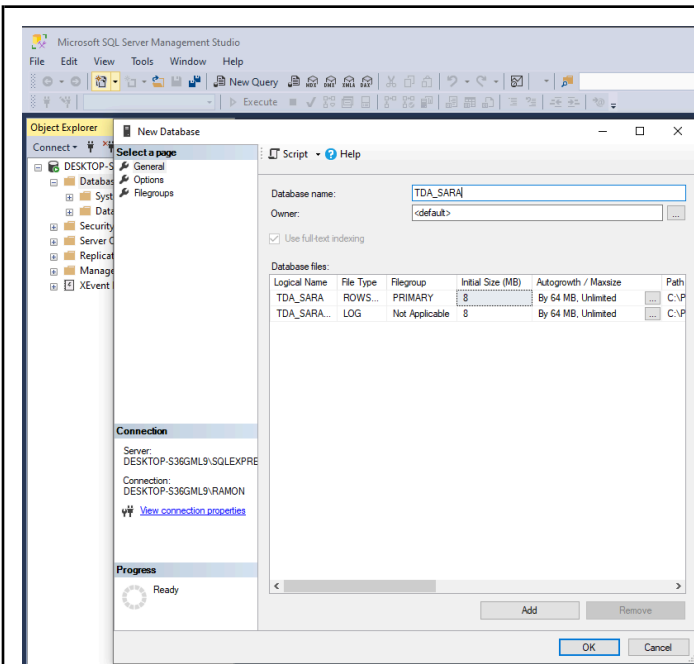 Microsoft SQL Server Management Studio
File Edit View Tools Window Help
New Query
Execute
Object Explorer
Connect
DESKTOP-S
Databas
Syst
Data
Security
Server O
Replicat
Manage
XEvent
New Database
Select a page
General
Options
Filegroups
Script Help
Database name: TDA_SARA
Owner: <default> ...
Use full-text indexing
Database files:
Logical Name File Type Filegroup Initial Size (MB) Autogrowth / Maxsize Path
TDA_SARA ROWS... PRIMARY 8 By 64 MB, Unlimited ... C:\P
TDA_SARA... LOG Not Applicable 8 By 64 MB, Unlimited ... C:\P
Connection
Server:
DESKTOP-S36GML9\SQLEXPRE
Connection:
DESKTOP-S36GML9\RAMON
View connection properties
Progress
Ready
Add Remove
OK Cancel